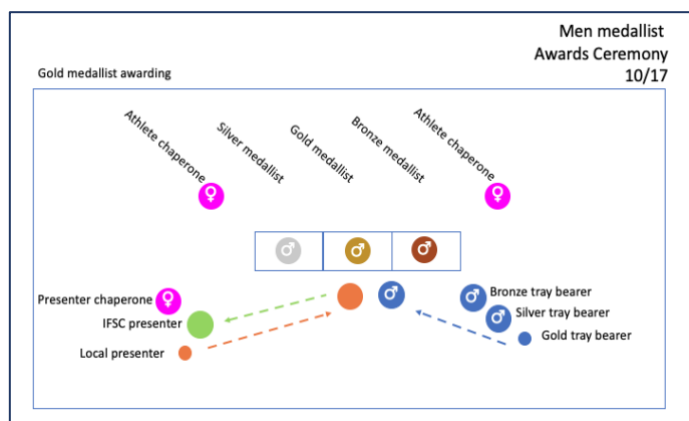 Men medallist
Awards Ceremony
10/17
Gold medallist awarding
Athlete chaperone
Silver medallist
Gold medallist
Bronze medallist
Athlete chaperone
Presenter chaperone
IFSC presenter
Local presenter
Bronze tray bearer
Silver tray bearer
Gold tray bearer